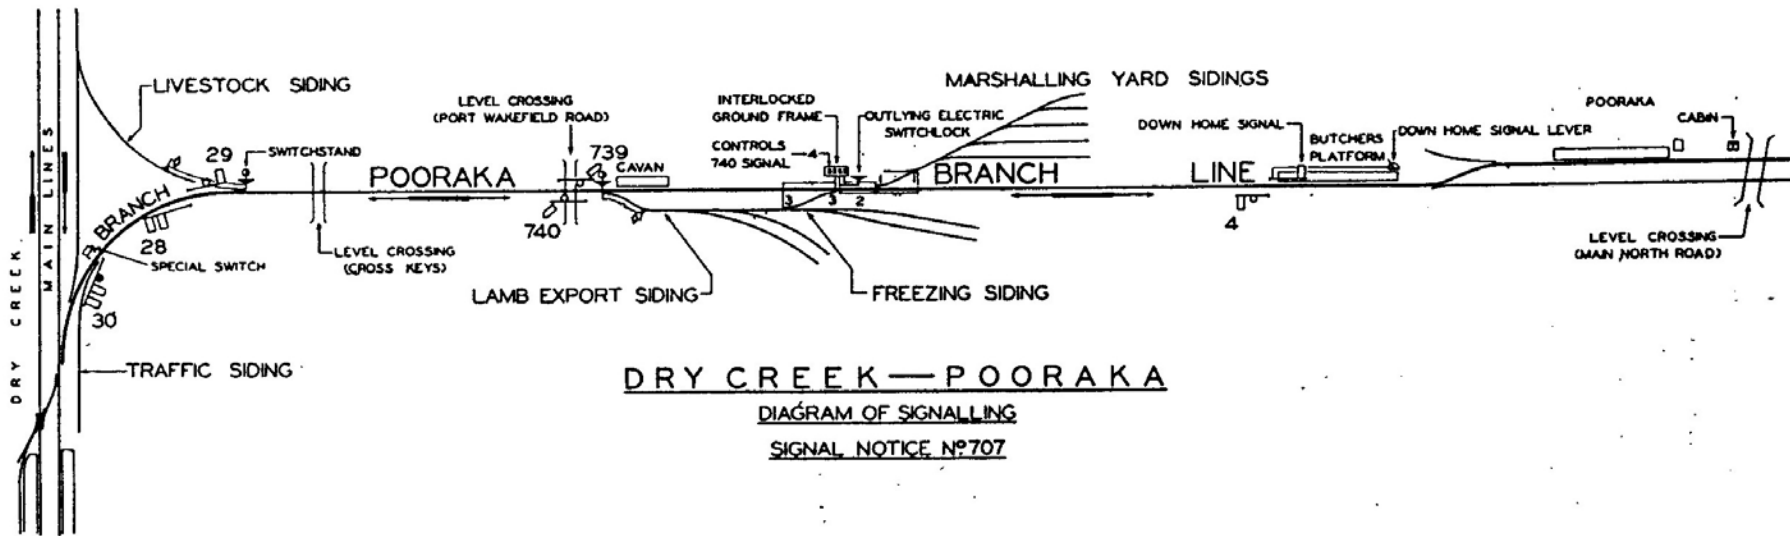 LIVESTOCK SIDING
MARSHALLING YARD SIDINGS
LEVEL CROSSING
(PORT WAKEFIELD ROAD)
INTERLOCKED
GROUND FRAME
OUTLYING ELECTRIC
SWITCHLOCK
CONTROLS
740 SIGNAL
4
DOWN HOME SIGNAL
BUTCHERS
PLATFORM
DOWN HOME SIGNAL LEVER
POORAKA
CABIN
29
SWITCHSTAND
739
CAVAN
POORAKA
BRANCH
LINE
3
3
2
MAIN LINES
DRY CREEK
P. BRANCH
28
SPECIAL SWITCH
30
LEVEL CROSSING
(CROSS KEYS)
740
4
LEVEL CROSSING
(MAIN NORTH ROAD)
LAMB EXPORT SIDING
FREEZING SIDING
TRAFFIC SIDING
DRY CREEK—POORAKA
DIAGRAM OF SIGNALLING
SIGNAL NOTICE Nº707